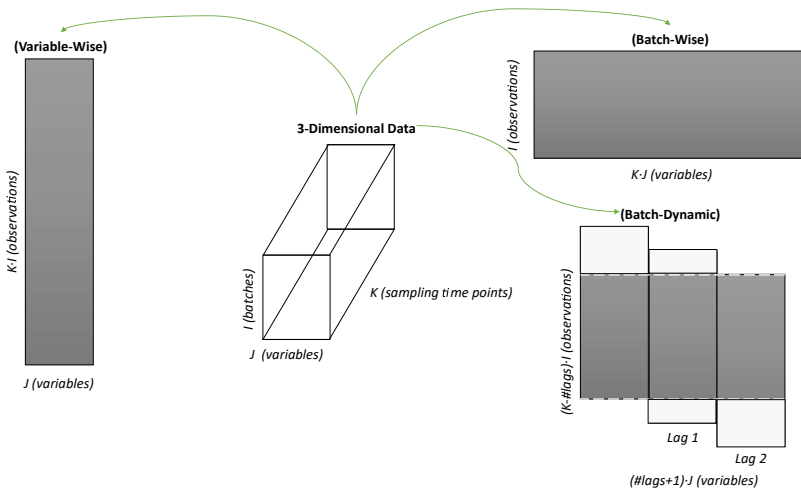 (Variable-Wise)
K·I (observations)
J (variables)
3-Dimensional Data
I (batches)
K (sampling time points)
J  (variables)
(Batch-Wise)
I (observations)
K·J (variables)
(Batch-Dynamic)
(K-#lags)·I (observations)
Lag 1
Lag 2
(#lags+1)·J (variables)